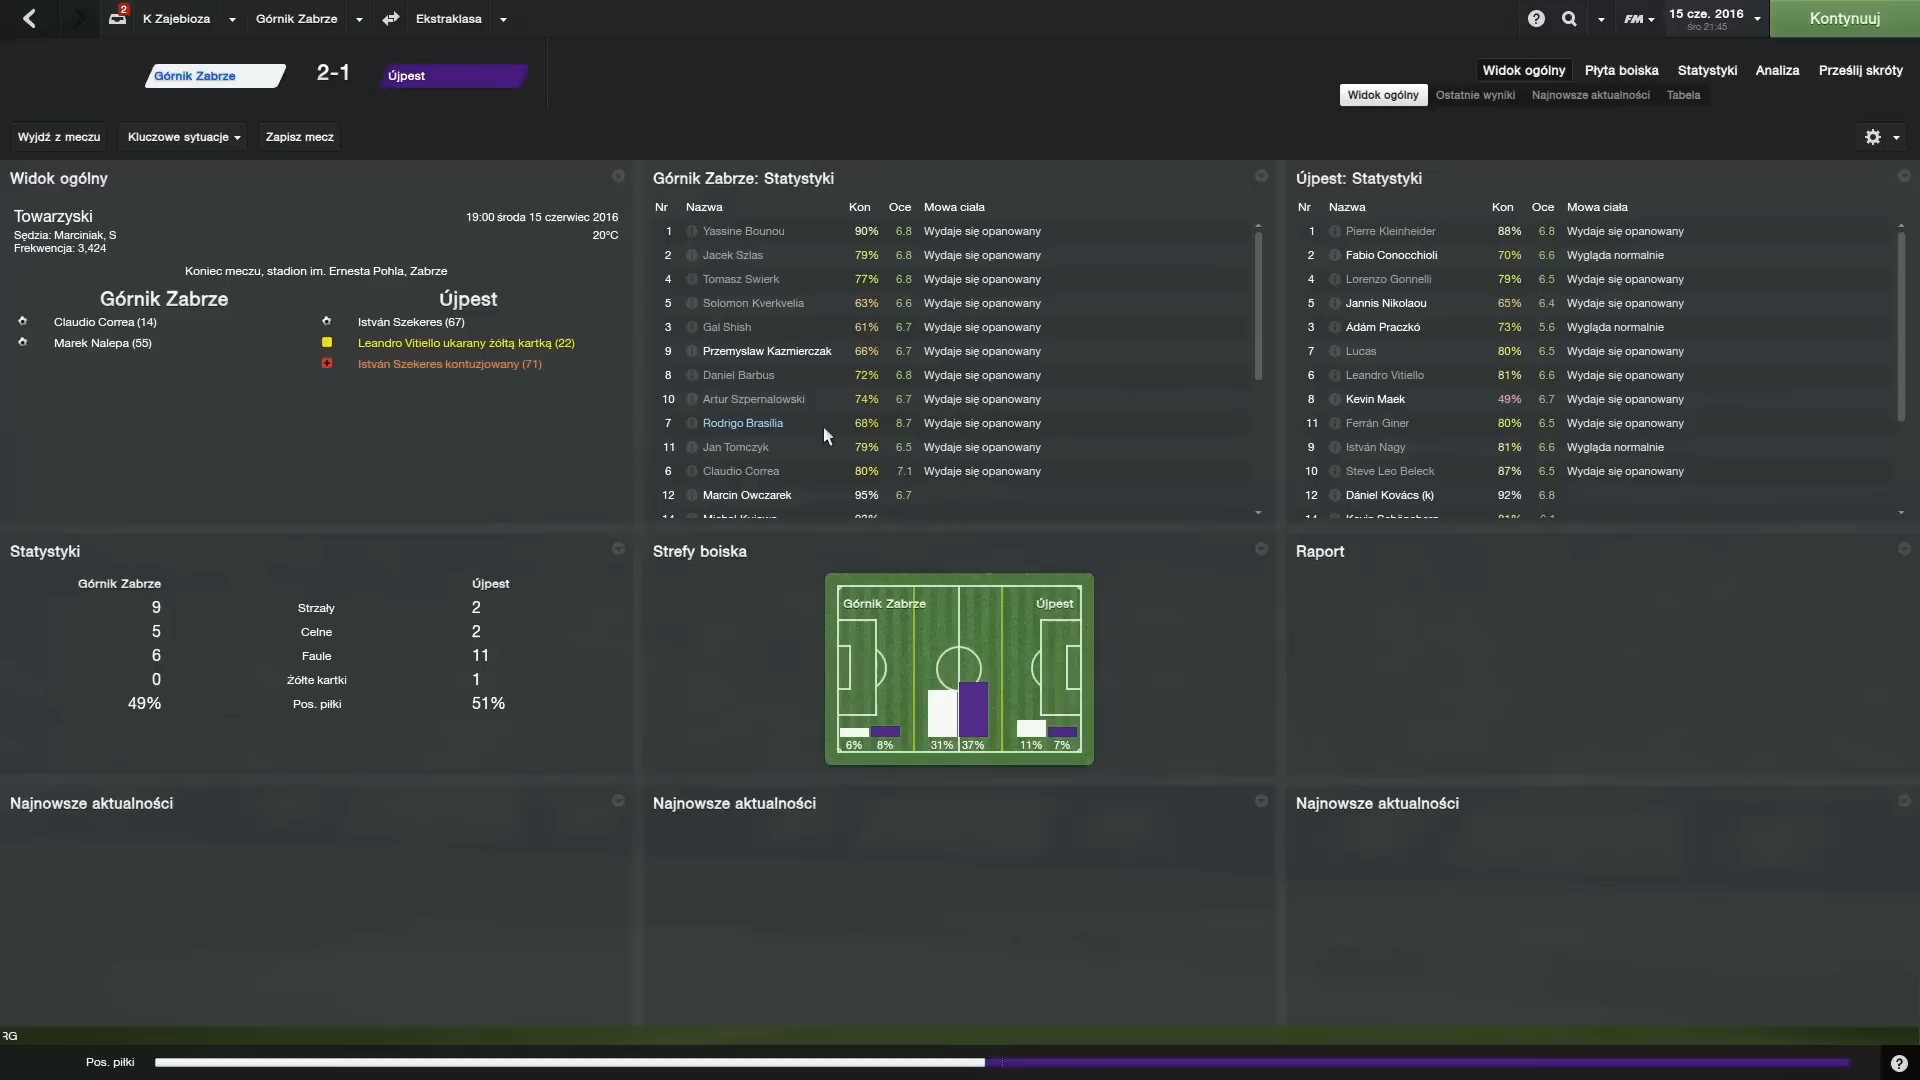 2
K Zajebioza
Górnik Zabrze
Ekstraklasa
FM
15 cze. 2016
Śro 21:45
Kontynuuj
Górnik Zabrze 2-1 Újpest
Widok ogólny Płyta boiska Statystyki Analiza Prześlij skróty
Widok ogólny Ostatnie wyniki Najnowsze aktualności Tabela
Wyjdź z meczu Kluczowe sytuacje Zapisz mecz
Widok ogólny
Towarzyski 19:00 środa 15 czerwiec 2016
Sędzia: Marciniak, S 20°C
Frekwencja: 3,424
Koniec meczu, stadion im. Ernesta Pohla, Zabrze
Górnik Zabrze Újpest
Claudio Correa (14) István Szekeres (67)
Marek Nalepa (55) Leandro Vitiello ukarany żółtą kartką (22)
István Szekeres kontuzjowany (71)
Górnik Zabrze: Statystyki
Nr Nazwa Kon Oce Mowa ciała
1 Yassine Bounou 90% 6.8 Wydaje się opanowany
2 Jacek Szlas 79% 6.8 Wydaje się opanowany
4 Tomasz Swierk 77% 6.8 Wydaje się opanowany
5 Solomon Kverkvelia 63% 6.6 Wydaje się opanowany
3 Gal Shish 61% 6.7 Wydaje się opanowany
9 Przemyslaw Kazmierczak 66% 6.7 Wydaje się opanowany
8 Daniel Barbus 72% 6.8 Wydaje się opanowany
10 Artur Szpernalowski 74% 6.7 Wydaje się opanowany
7 Rodrigo Brasília 68% 8.7 Wydaje się opanowany
11 Jan Tomczyk 79% 6.5 Wydaje się opanowany
6 Claudio Correa 80% 7.1 Wydaje się opanowany
12 Marcin Owczarek 95% 6.7
Újpest: Statystyki
Nr Nazwa Kon Oce Mowa ciała
1 Pierre Kleinheider 88% 6.8 Wydaje się opanowany
2 Fabio Conocchioli 70% 6.6 Wygląda normalnie
4 Lorenzo Gonnelli 79% 6.5 Wydaje się opanowany
5 Jannis Nikolaou 65% 6.4 Wydaje się opanowany
3 Ádám Praczkó 73% 5.6 Wygląda normalnie
7 Lucas 80% 6.5 Wydaje się opanowany
6 Leandro Vitiello 81% 6.6 Wydaje się opanowany
8 Kevin Maek 49% 6.7 Wydaje się opanowany
11 Ferrán Giner 80% 6.5 Wydaje się opanowany
9 István Nagy 81% 6.6 Wygląda normalnie
10 Steve Leo Beleck 87% 6.5 Wydaje się opanowany
12 Dániel Kovács (k) 92% 6.8
Statystyki
Górnik Zabrze Újpest
9 Strzały 2
5 Celne 2
6 Faule 11
0 Żółte kartki 1
49% Pos. piłki 51%
Strefy boiska
Górnik Zabrze Újpest
6% 8% 31% 37% 11% 7%
Raport
Najnowsze aktualności
Najnowsze aktualności
Najnowsze aktualności
RG
Pos. piłki